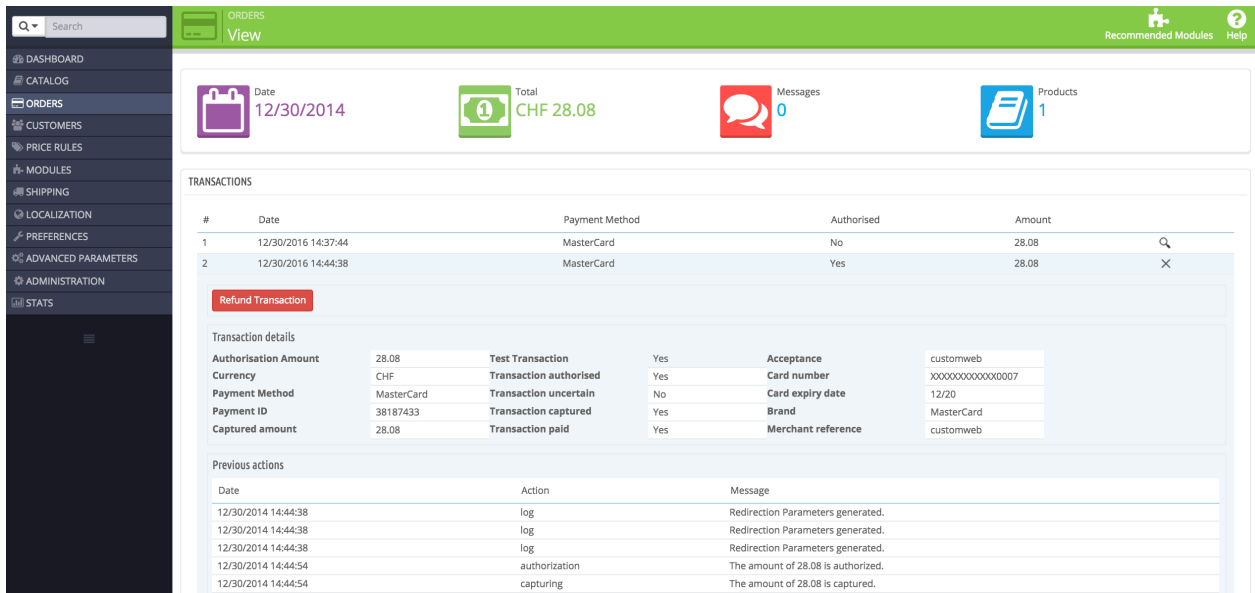 Search
ORDERS
View
Recommended Modules
Help
DASHBOARD
CATALOG
ORDERS
CUSTOMERS
PRICE RULES
MODULES
SHIPPING
LOCALIZATION
PREFERENCES
ADVANCED PARAMETERS
ADMINISTRATION
STATS
Date
12/30/2014
1
Total
CHF 28.08
Messages
0
Products
1
TRANSACTIONS
# Date Payment Method Authorised Amount
1 12/30/2016 14:37:44 MasterCard No 28.08
2 12/30/2016 14:44:38 MasterCard Yes 28.08
Refund Transaction
Transaction details
Authorisation Amount 28.08 Test Transaction Yes Acceptance customweb
Currency CHF Transaction authorised Yes Card number XXXXXXXXXXXX0007
Payment Method MasterCard Transaction uncertain No Card expiry date 12/20
Payment ID 38187433 Transaction captured Yes Brand MasterCard
Captured amount 28.08 Transaction paid Yes Merchant reference customweb
Previous actions
Date Action Message
12/30/2014 14:44:38 log Redirection Parameters generated.
12/30/2014 14:44:38 log Redirection Parameters generated.
12/30/2014 14:44:38 log Redirection Parameters generated.
12/30/2014 14:44:54 authorization The amount of 28.08 is authorized.
12/30/2014 14:44:54 capturing The amount of 28.08 is captured.